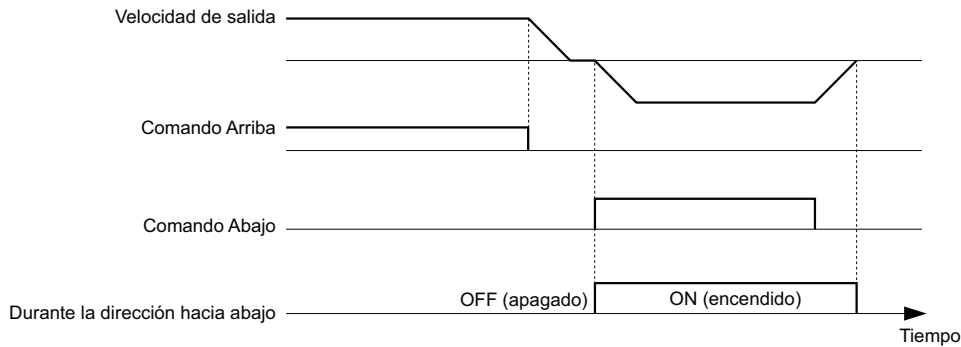 Velocidad de salida
Comando Arriba
Comando Abajo
OFF (apagado)
ON (encendido)
Durante la dirección hacia abajo
Tiempo